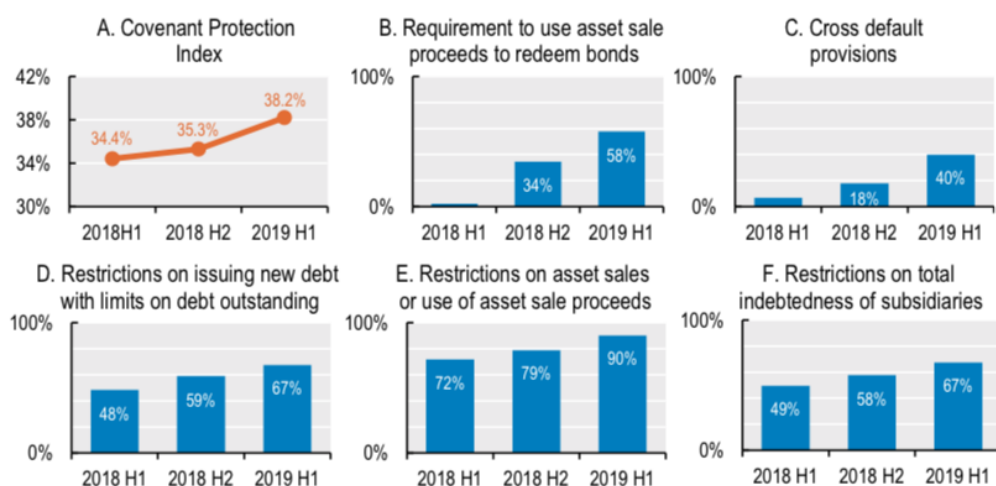 A. Covenant Protection
Index
42%
38%
34%
30%
34.4%
35.3%
38.2%
2018H1 2018 H2 2019 H1
B. Requirement to use asset sale
proceeds to redeem bonds
100%
0%
34%
58%
2018 H1 2018 H2 2019 H1
C. Cross default
provisions
100%
0%
18%
40%
2018 H1 2018 H2 2019 H1
D. Restrictions on issuing new debt
with limits on debt outstanding
100%
0%
48%
59%
67%
2018 H1 2018 H2 2019 H1
E. Restrictions on asset sales
or use of asset sale proceeds
100%
0%
72%
79%
90%
2018 H1 2018 H2 2019 H1
F. Restrictions on total
indebtedness of subsidiaries
100%
0%
49%
58%
67%
2018 H1 2018 H2 2019 H1